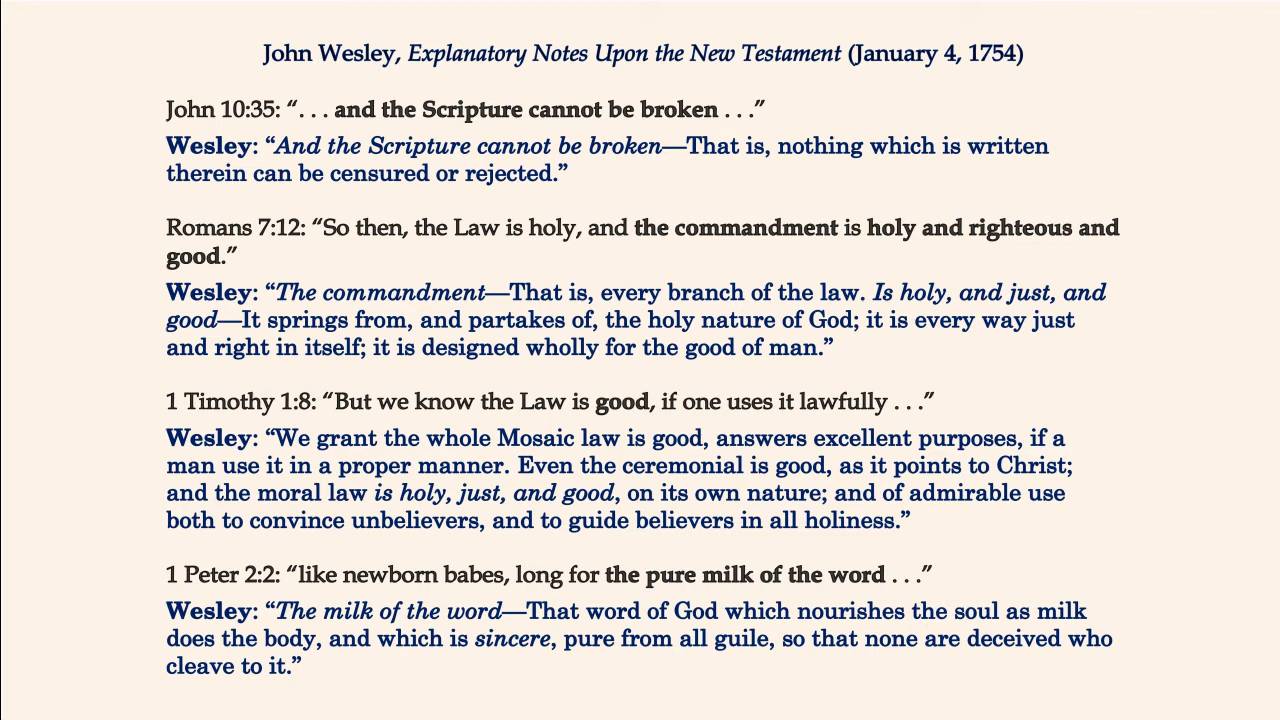 John Wesley, Explanatory Notes Upon the New Testament (January 4, 1754)
John 10:35: “. . . and the Scripture cannot be broken . . .”
Wesley: “And the Scripture cannot be broken—That is, nothing which is written
therein can be censured or rejected.”
Romans 7:12: “So then, the Law is holy, and the commandment is holy and righteous and
good.”
Wesley: “The commandment—That is, every branch of the law. Is holy, and just, and
good—It springs from, and partakes of, the holy nature of God; it is every way just
and right in itself; it is designed wholly for the good of man.”
1 Timothy 1:8: “But we know the Law is good, if one uses it lawfully . . .”
Wesley: “We grant the whole Mosaic law is good, answers excellent purposes, if a
man use it in a proper manner. Even the ceremonial is good, as it points to Christ;
and the moral law is holy, just, and good, on its own nature; and of admirable use
both to convince unbelievers, and to guide believers in all holiness.”
1 Peter 2:2: “like newborn babes, long for the pure milk of the word . . .”
Wesley: “The milk of the word—That word of God which nourishes the soul as milk
does the body, and which is sincere, pure from all guile, so that none are deceived who
cleave to it.”